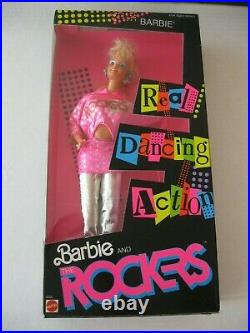 BARBIE
Real
Dancing
Action
Barbie AND
THE
ROCKERS
MATTEL